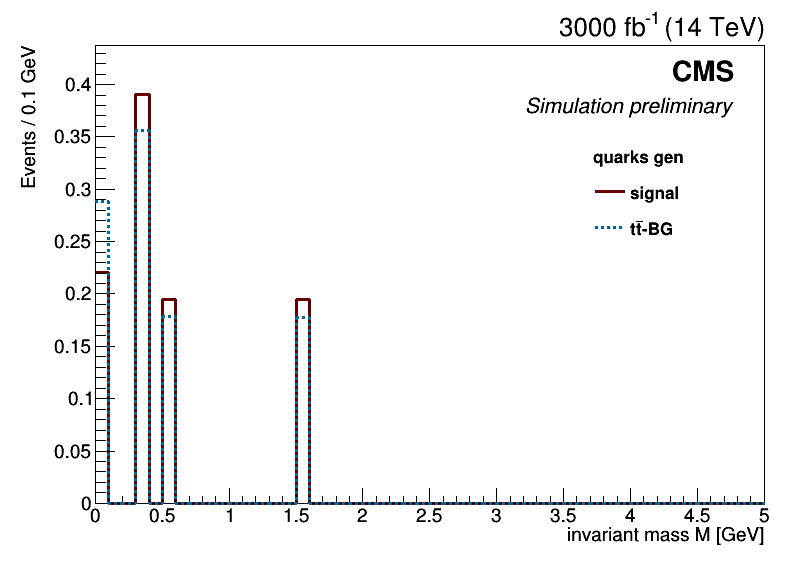 3000 fb⁻¹ (14 TeV)
CMS
Simulation preliminary
quarks gen
signal
tt̄-BG
Events / 0.1 GeV
0.4
0.35
0.3
0.25
0.2
0.15
0.1
0.05
0
0 0.5 1 1.5 2 2.5 3 3.5 4 4.5 5
invariant mass M [GeV]